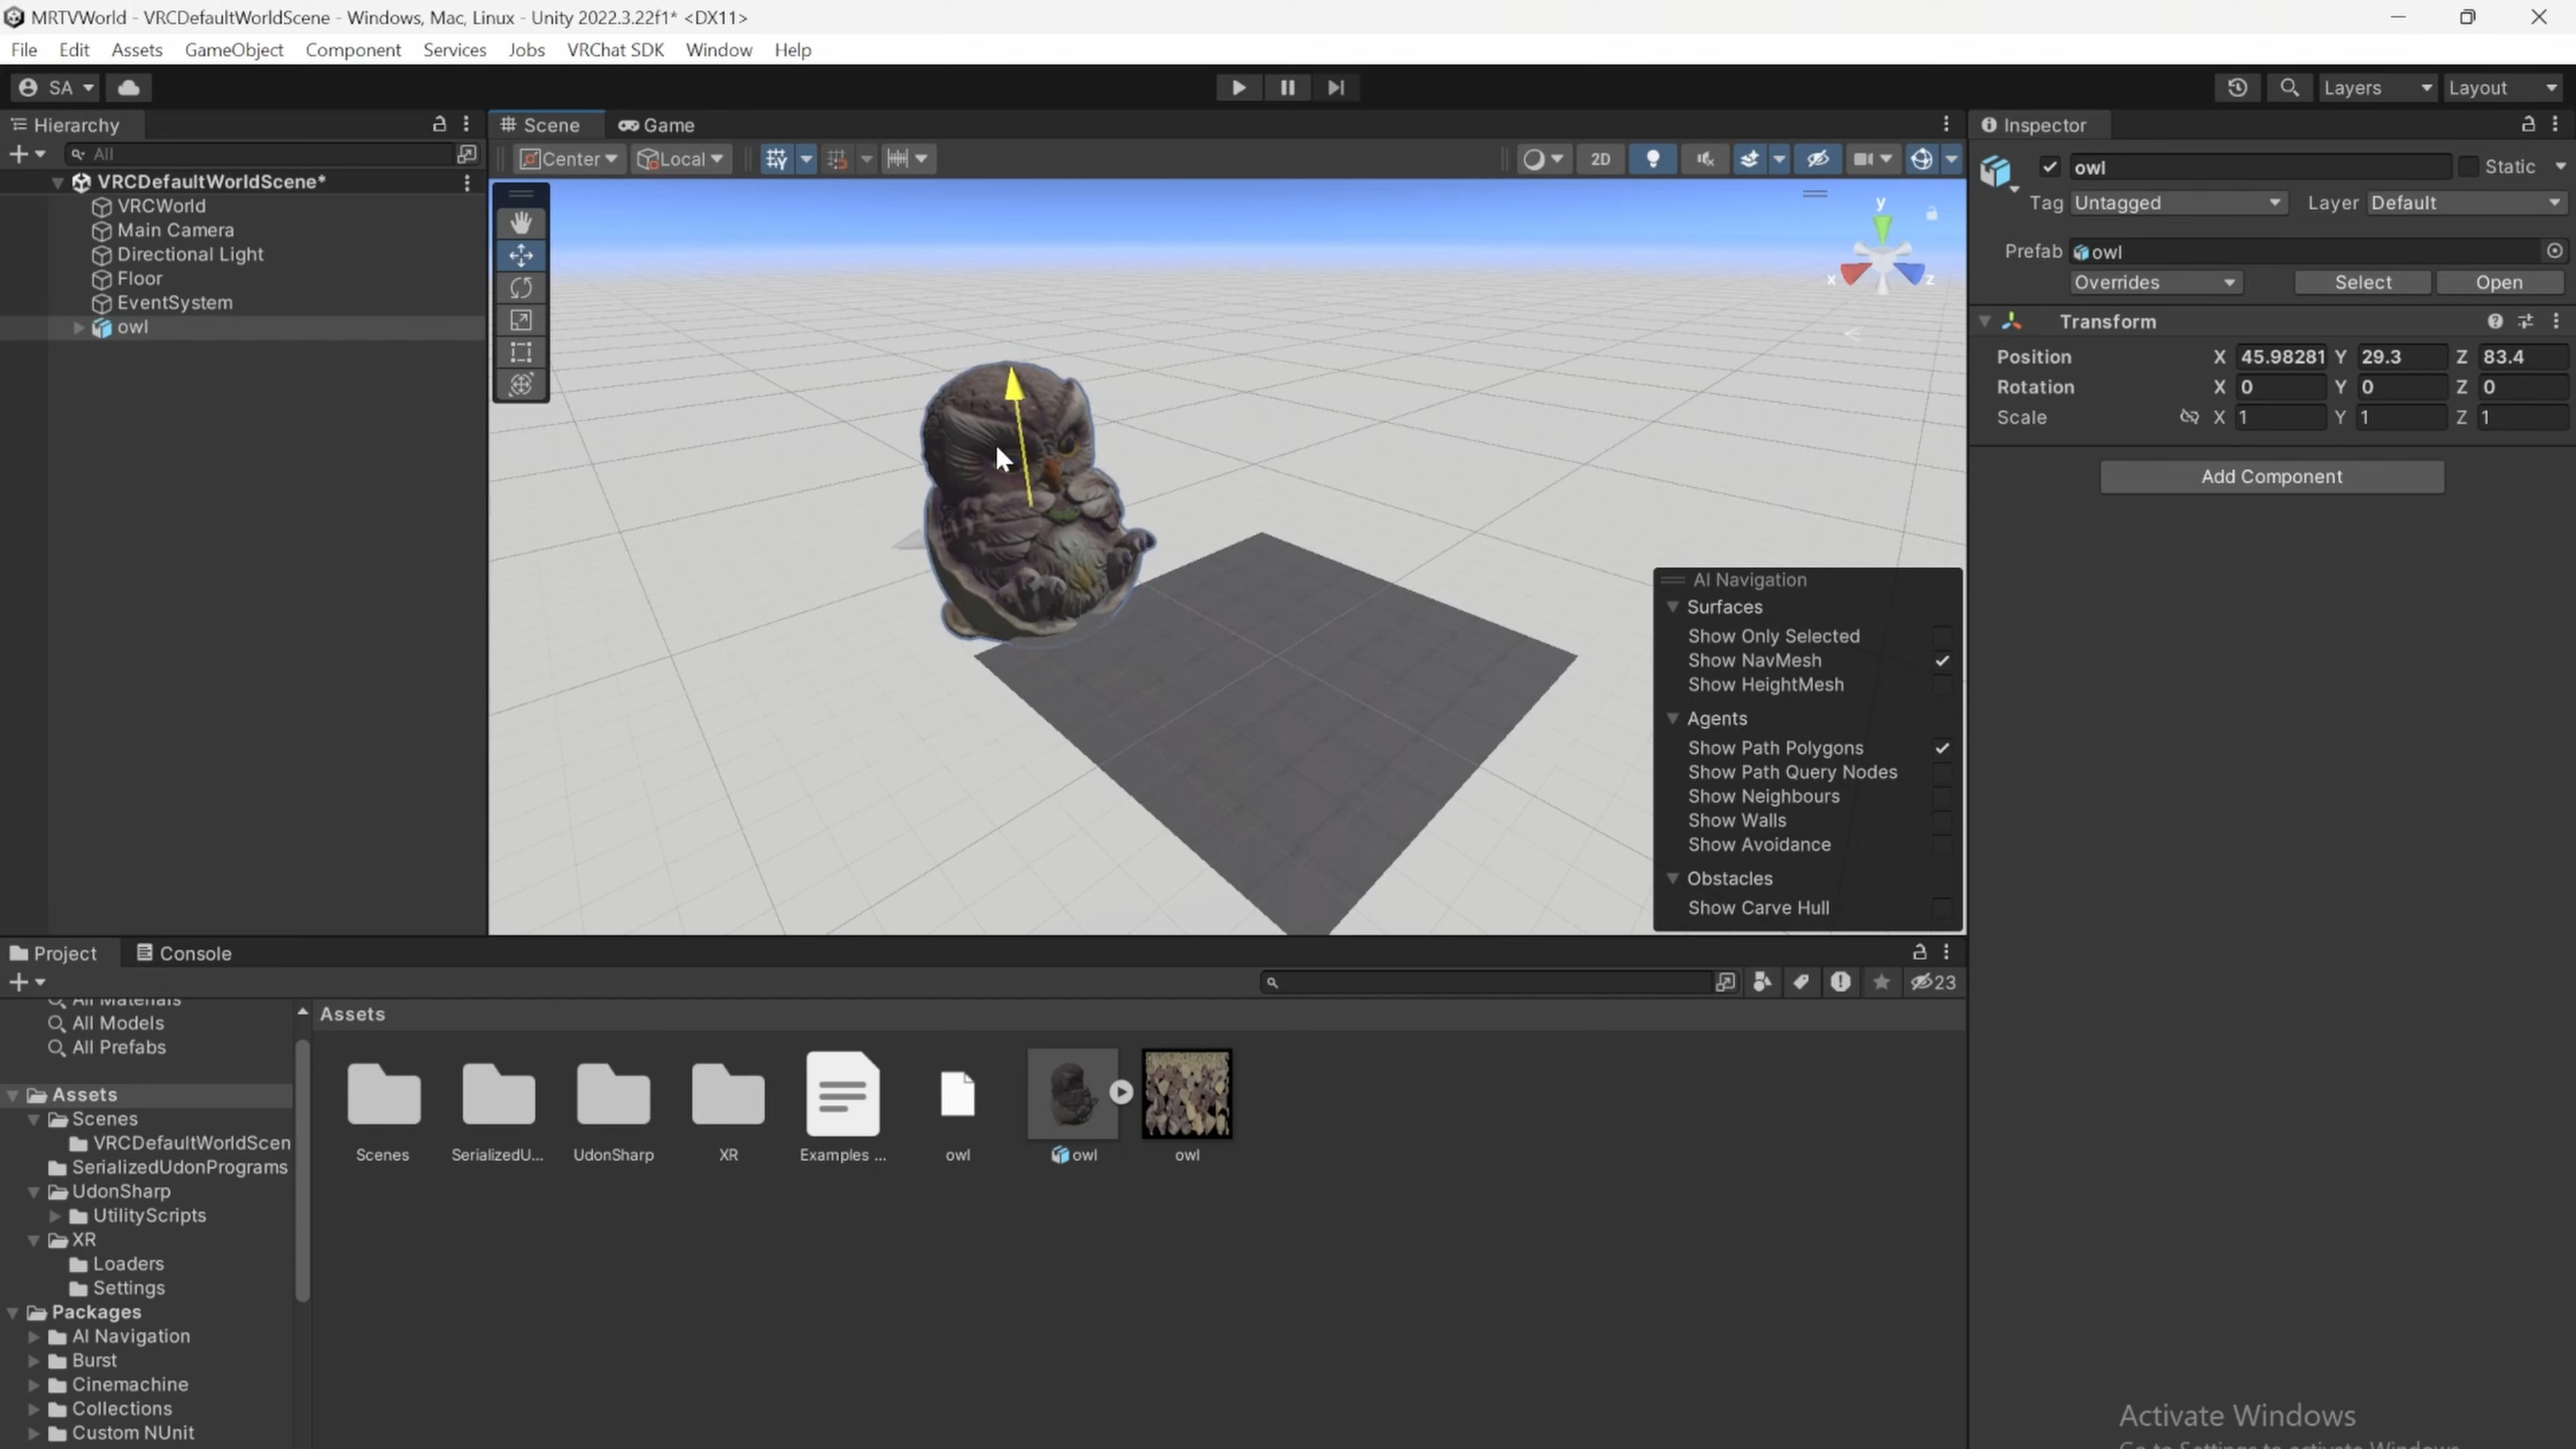 MRTVWorld - VRCDefaultWorldScene - Windows, Mac, Linux - Unity 2022.3.22f1* <DX11>
File Edit Assets GameObject Component Services Jobs VRChat SDK Window Help
SA Layers Layout
Hierarchy
All
VRCDefaultWorldScene*
VRCWorld
Main Camera
Directional Light
Floor
EventSystem
owl
Scene Game
Center Local 2D
y
x z
AI Navigation
Surfaces
Show Only Selected
Show NavMesh
Show HeightMesh
Agents
Show Path Polygons
Show Path Query Nodes
Show Neighbours
Show Walls
Show Avoidance
Obstacles
Show Carve Hull
Inspector
owl Static
Tag Untagged Layer Default
Prefab owl
Overrides Select Open
Transform
Position X 45.98281 Y 29.3 Z 83.4
Rotation X 0 Y 0 Z 0
Scale X 1 Y 1 Z 1
Add Component
Project Console
23
All Materials
All Models
All Prefabs
Assets
Scenes
VRCDefaultWorldScen
SerializedUdonPrograms
UdonSharp
UtilityScripts
XR
Loaders
Settings
Packages
AI Navigation
Burst
Cinemachine
Collections
Custom NUnit
Assets
Scenes SerializedU... UdonSharp XR Examples ... owl owl owl
Activate Windows